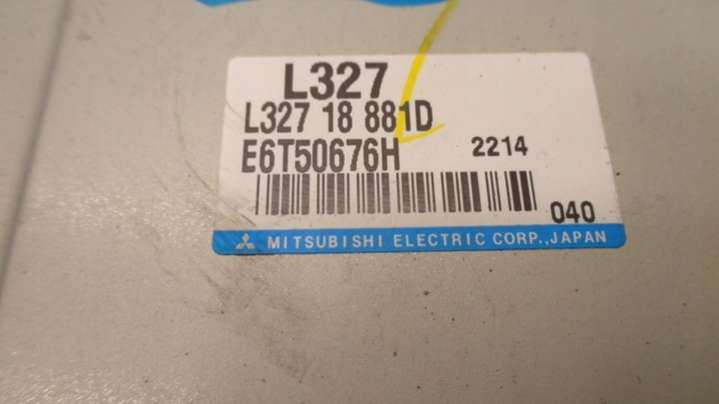 L327
L327 18 881D
E6T50676H 2214
040
MITSUBISHI ELECTRIC CORP.,JAPAN